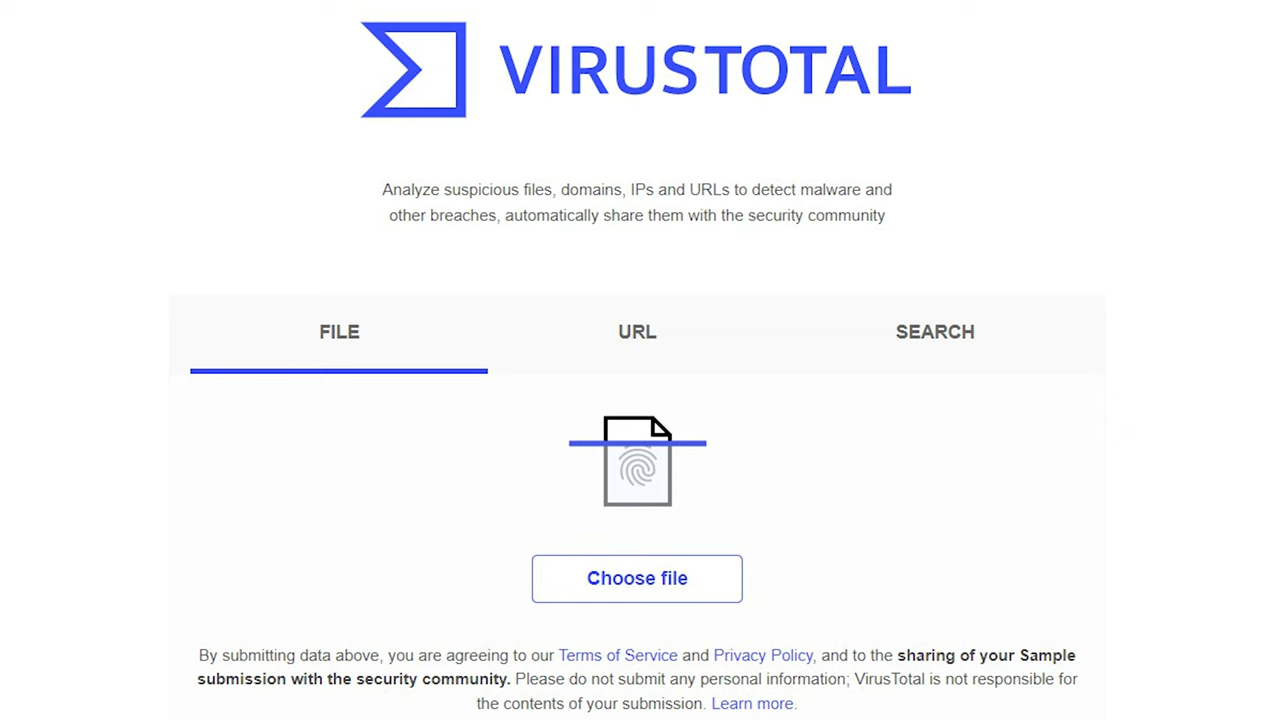 VIRUSTOTAL
Analyze suspicious files, domains, IPs and URLs to detect malware and
other breaches, automatically share them with the security community
FILE
URL
SEARCH
Choose file
By submitting data above, you are agreeing to our Terms of Service and Privacy Policy, and to the sharing of your Sample
submission with the security community. Please do not submit any personal information; VirusTotal is not responsible for
the contents of your submission. Learn more.